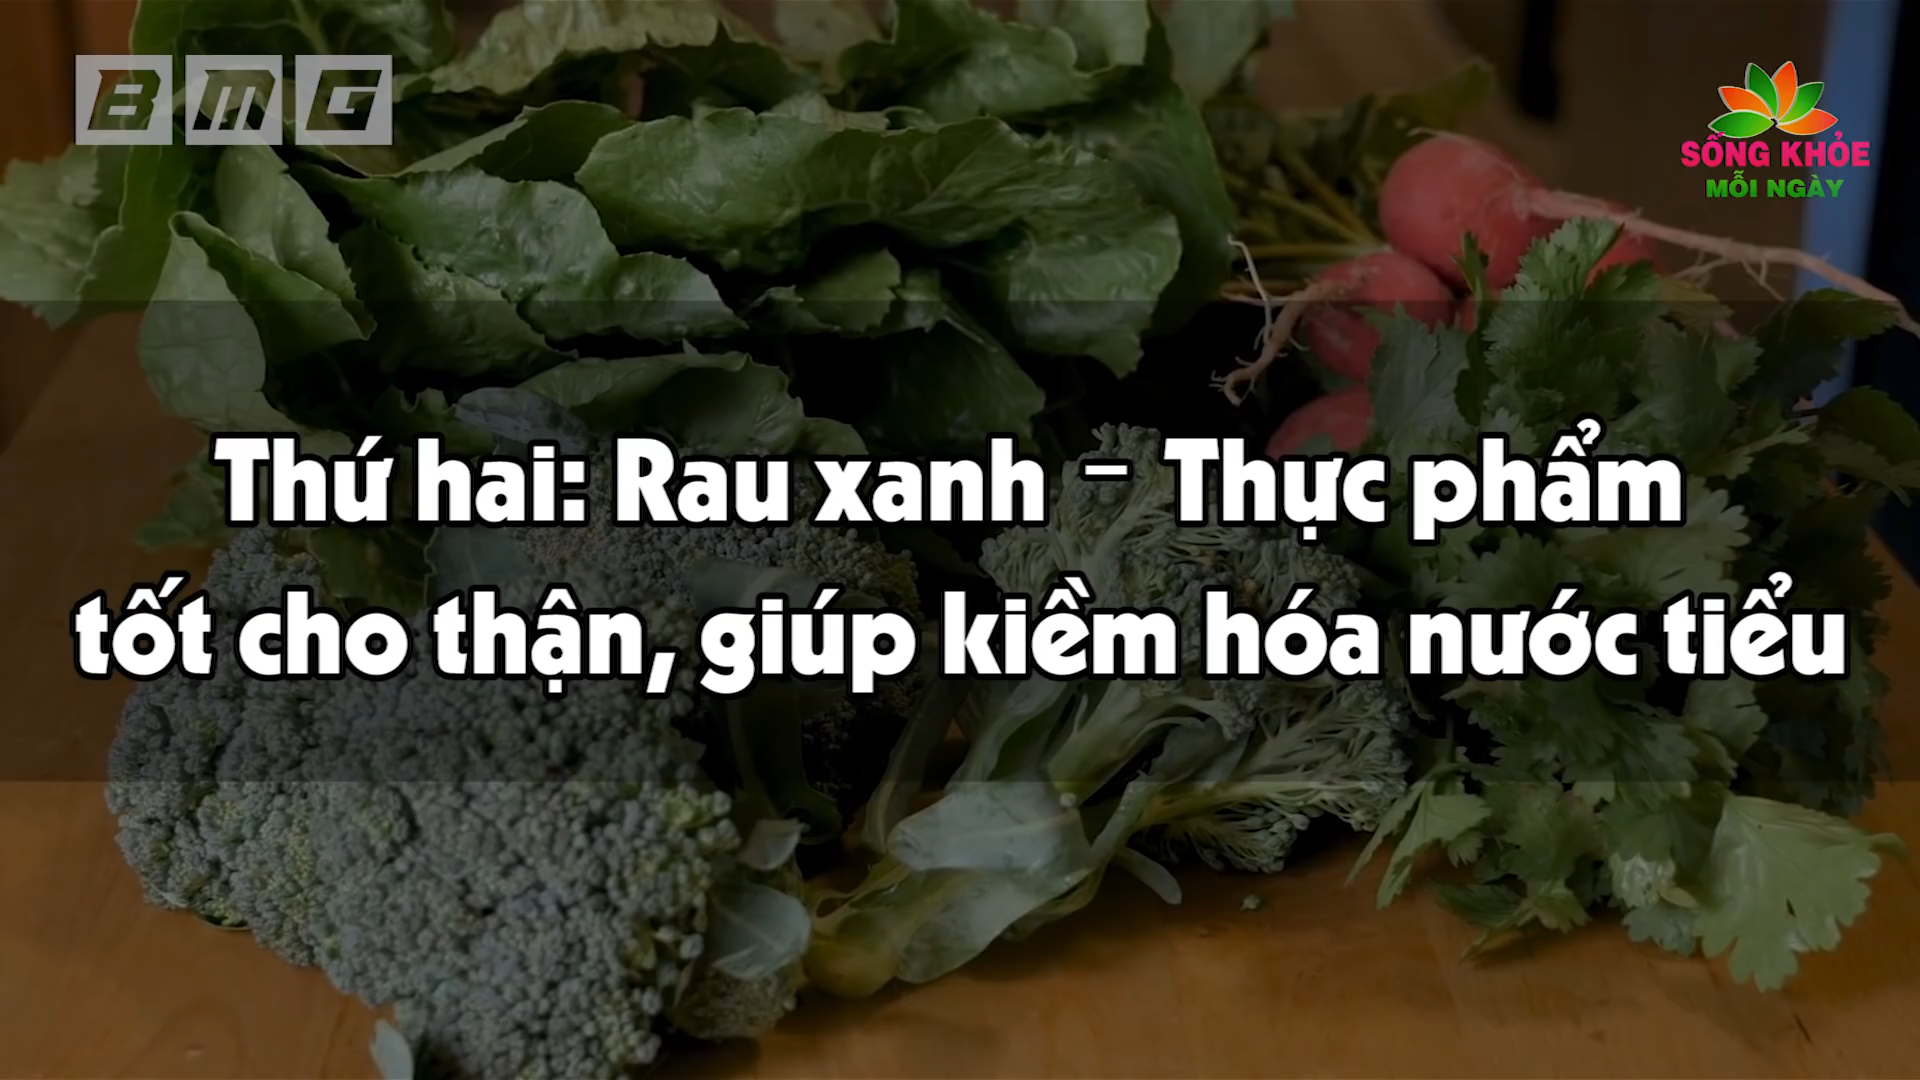 BMG
SỐNG KHỎE
MỖI NGÀY
Thứ hai: Rau xanh - Thực phẩm
tốt cho thận, giúp kiềm hóa nước tiểu